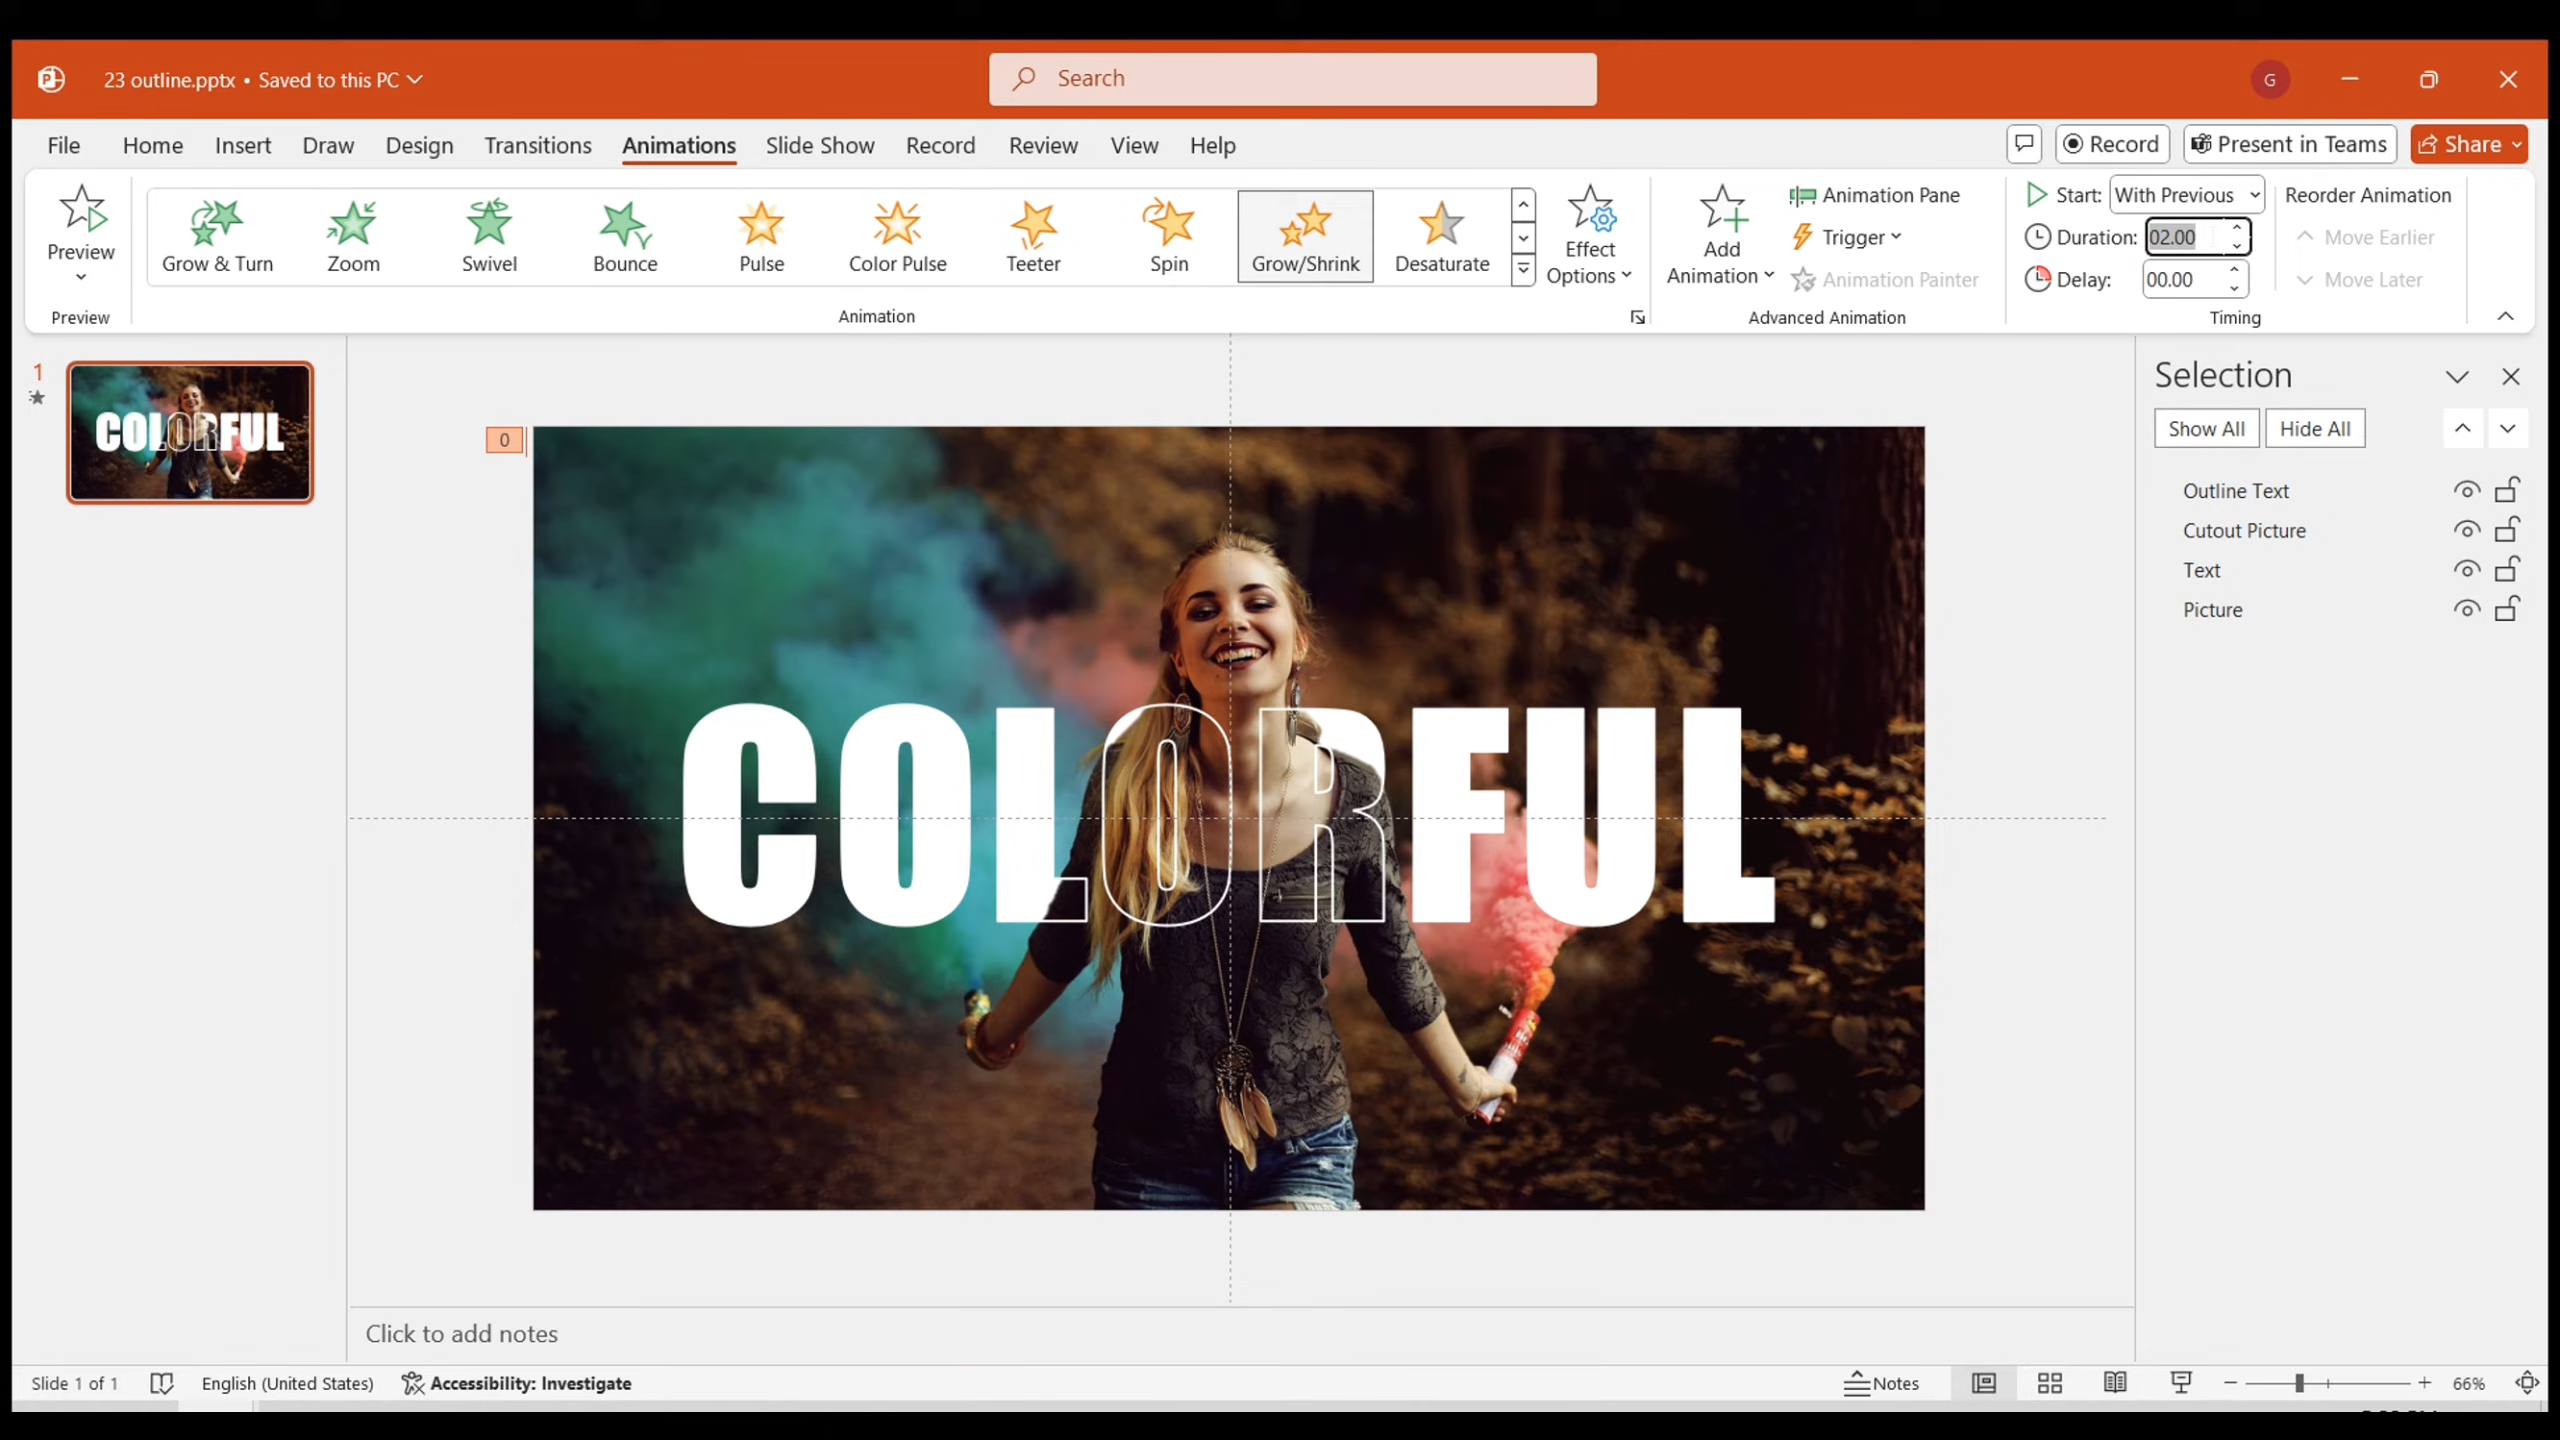 23 outline.pptx • Saved to this PC
Search
G
File Home Insert Draw Design Transitions Animations Slide Show Record Review View Help
Record Present in Teams Share
Preview
Preview
Grow & Turn Zoom Swivel Bounce Pulse Color Pulse Teeter Spin Grow/Shrink Desaturate
Animation
Effect
Options
Add
Animation
Animation Pane
Trigger
Animation Painter
Advanced Animation
Start: With Previous
Duration: 02.00
Delay: 00.00
Reorder Animation
Move Earlier
Move Later
Timing
1
COLORFUL
0
COLORFUL
Selection
Show All Hide All
Outline Text
Cutout Picture
Text
Picture
Click to add notes
Slide 1 of 1 English (United States) Accessibility: Investigate Notes 66%